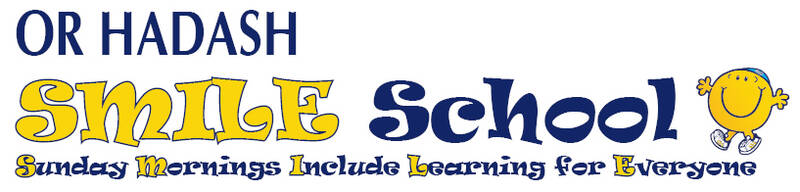 OR HADASH
SMILE School
Sunday Mornings Include Learning for Everyone